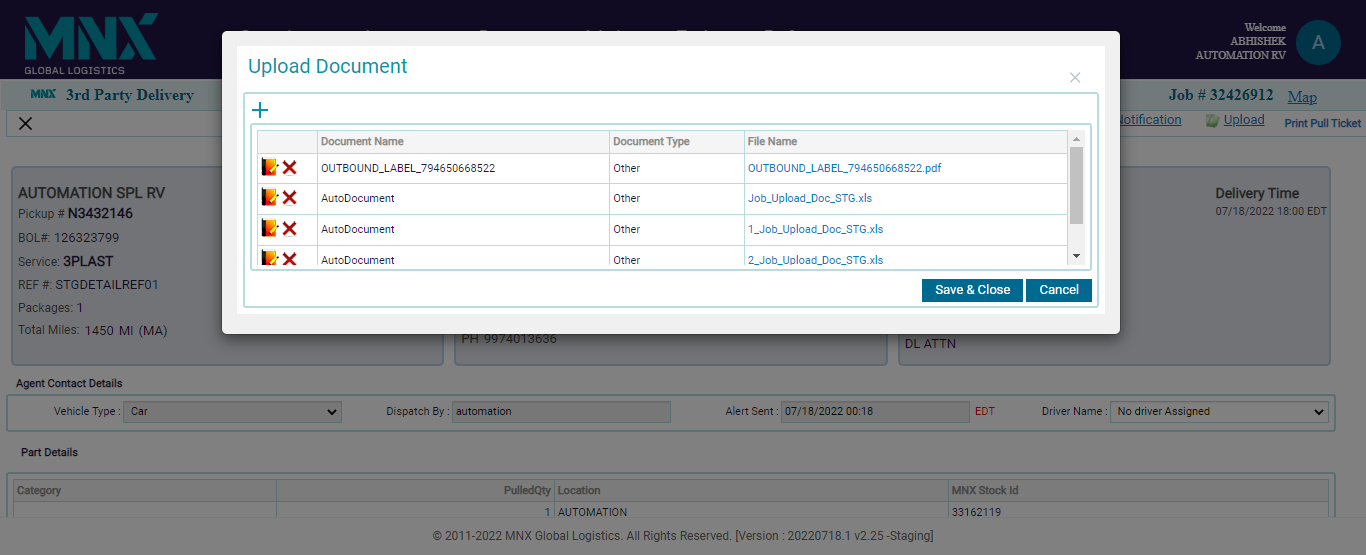 MNX
GLOBAL LOGISTICS
Welcome
ABHISHEK
AUTOMATION RV
A
MNX 3rd Party Delivery
Job # 32426912 Map
Notification Upload Print Pull Ticket
Upload Document
Document Name Document Type File Name
OUTBOUND_LABEL_794650668522 Other OUTBOUND_LABEL_794650668522.pdf
AutoDocument Other Job_Upload_Doc_STG.xls
AutoDocument Other 1_Job_Upload_Doc_STG.xls
AutoDocument Other 2_Job_Upload_Doc_STG.xls
Save & Close Cancel
AUTOMATION SPL RV
Pickup # N3432146
BOL#: 126323799
Service: 3PLAST
REF #: STGDETAILREF01
Packages: 1
Total Miles: 1450 MI (MA)
PH 9974013636
Delivery Time
07/18/2022 18:00 EDT
DL ATTN
Agent Contact Details
Vehicle Type : Car Dispatch By : automation Alert Sent : 07/18/2022 00:18 EDT Driver Name : No driver Assigned
Part Details
Category PulledQty Location MNX Stock Id
1 AUTOMATION 33162119
© 2011-2022 MNX Global Logistics. All Rights Reserved. [Version : 20220718.1 v2.25 -Staging]